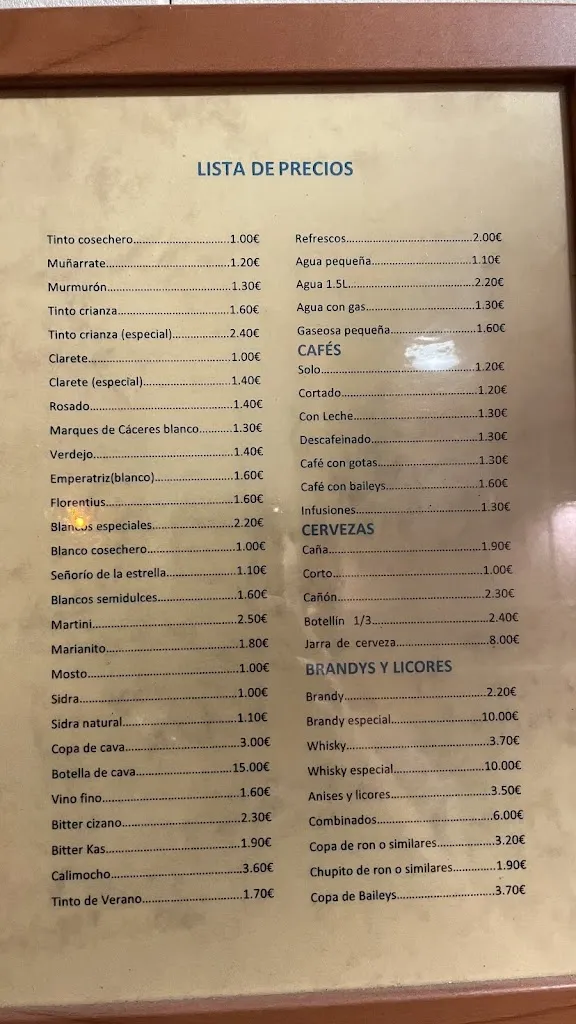 LISTA DE PRECIOS
Tinto cosechero...............................1.00€
Muñarrate........................................1.20€
Murmurón.......................................1.30€
Tinto crianza....................................1.60€
Tinto crianza (especial)..........................2.40€
Clarete..............................................1.00€
Clarete (especial)...................................1.40€
Rosado..............................................1.40€
Marques de Cáceres blanco..........1.30€
Verdejo.............................................1.40€
Emperatriz(blanco)................................1.60€
Florentius.........................................1.60€
Blancos especiales..........................2.20€
Blanco cosechero............................1.00€
Señorío de la estrella.......................1.10€
Blancos semidulces..........................1.60€
Martini.............................................2.50€
Marianito..........................................1.80€
Mosto...............................................1.00€
Sidra.................................................1.00€
Sidra natural.....................................1.10€
Copa de cava....................................3.00€
Botella de cava................................15.00€
Vino fino...........................................1.60€
Bitter cizano.....................................2.30€
Bitter Kas..........................................1.90€
Calimocho.........................................3.60€
Tinto de Verano................................1.70€
Refrescos.........................................2.00€
Agua pequeña................................1.10€
Agua 1.5L........................................2.20€
Agua con gas...................................1.30€
Gaseosa pequeña...........................1.60€
CAFÉS
Solo.................................................1.20€
Cortado...........................................1.20€
Con Leche.......................................1.30€
Descafeinado..................................1.30€
Café con gotas................................1.30€
Café con baileys..............................1.60€
Infusiones.......................................1.30€
CERVEZAS
Caña................................................1.90€
Corto...............................................1.00€
Cañón..............................................2.30€
Botellín 1/3.....................................2.40€
Jarra de cerveza..............................8.00€
BRANDYS Y LICORES
Brandy.............................................2.20€
Brandy especial.............................10.00€
Whisky.............................................3.70€
Whisky especial.............................10.00€
Anises y licores................................3.50€
Combinados....................................6.00€
Copa de ron o similares..................3.20€
Chupito de ron o similares.............1.90€
Copa de Baileys...............................3.70€